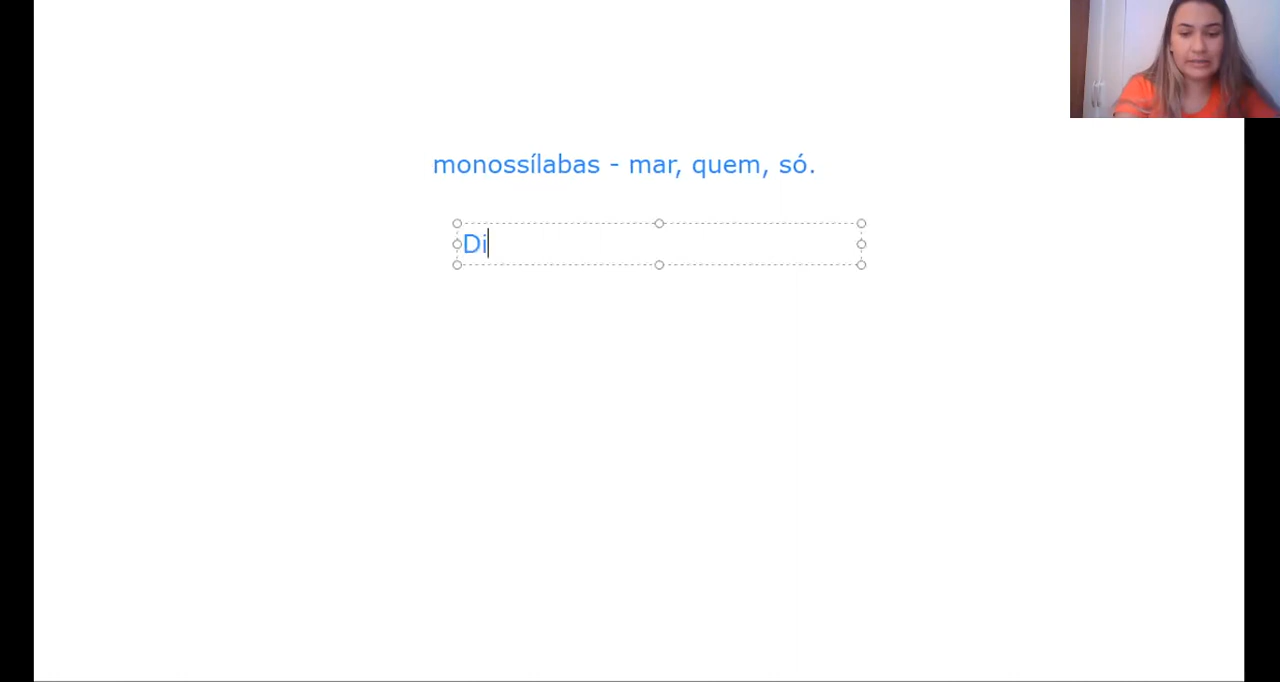 monossílabas - mar, quem, só.
Di